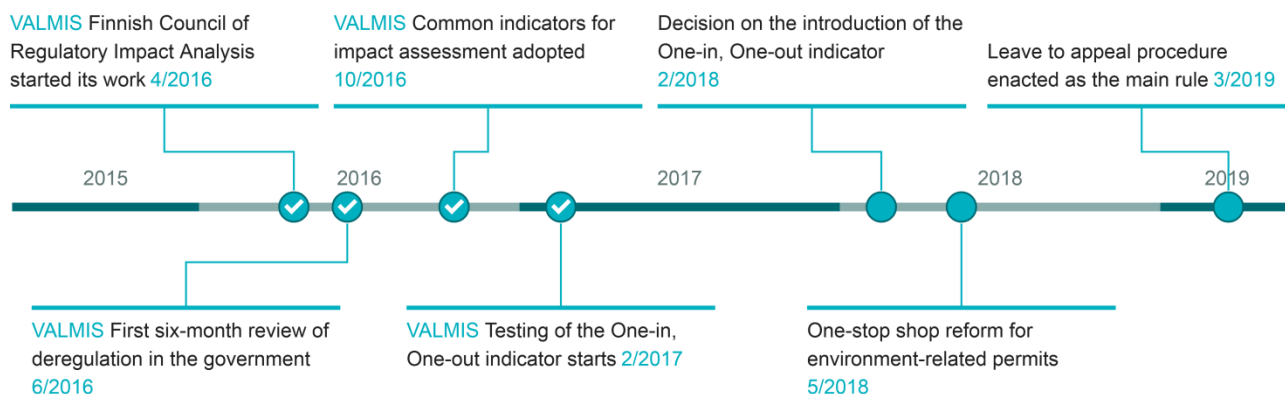 VALMIS Finnish Council of
Regulatory Impact Analysis
started its work 4/2016
VALMIS Common indicators for
impact assessment adopted
10/2016
Decision on the introduction of the
One-in, One-out indicator
2/2018
Leave to appeal procedure
enacted as the main rule 3/2019
2015
2016
2017
2018
2019
VALMIS First six-month review of
deregulation in the government
6/2016
VALMIS Testing of the One-in,
One-out indicator starts 2/2017
One-stop shop reform for
environment-related permits
5/2018